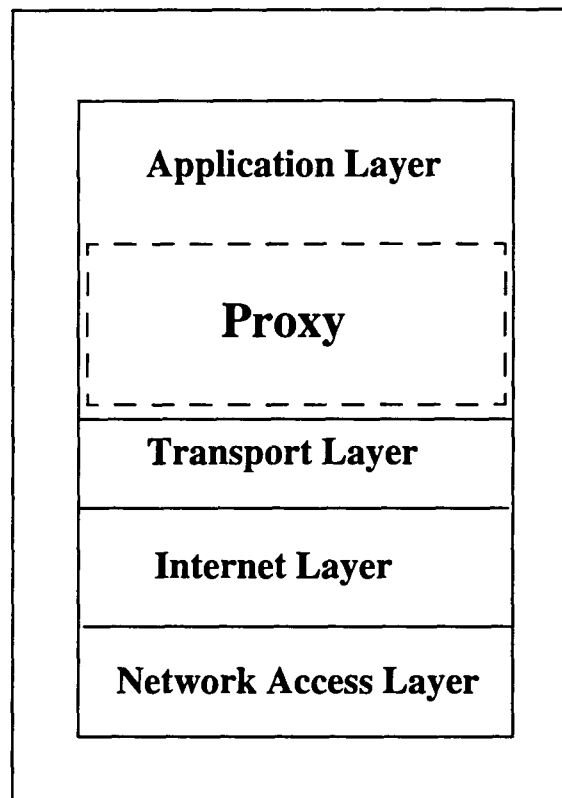 Application Layer
Proxy
Transport Layer
Internet Layer
Network Access Layer